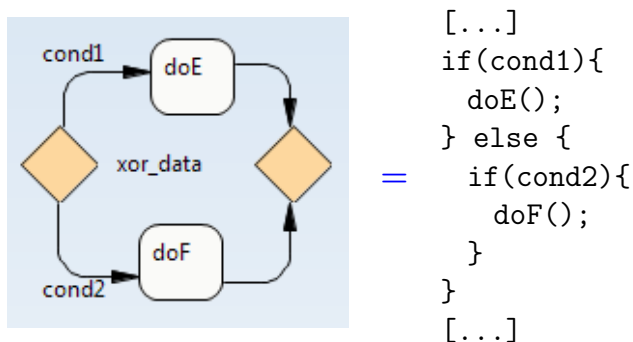 cond1
doE
xor_data
doF
cond2
=
[...]
if(cond1){
doE();
} else {
if(cond2){
doF();
}
}
[...]